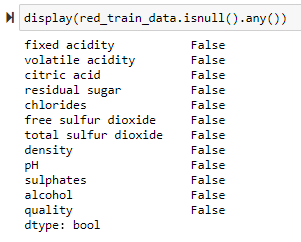 display(red_train_data.isnull().any())
fixed acidity False
volatile acidity False
citric acid False
residual sugar False
chlorides False
free sulfur dioxide False
total sulfur dioxide False
density False
pH False
sulphates False
alcohol False
quality False
dtype: bool